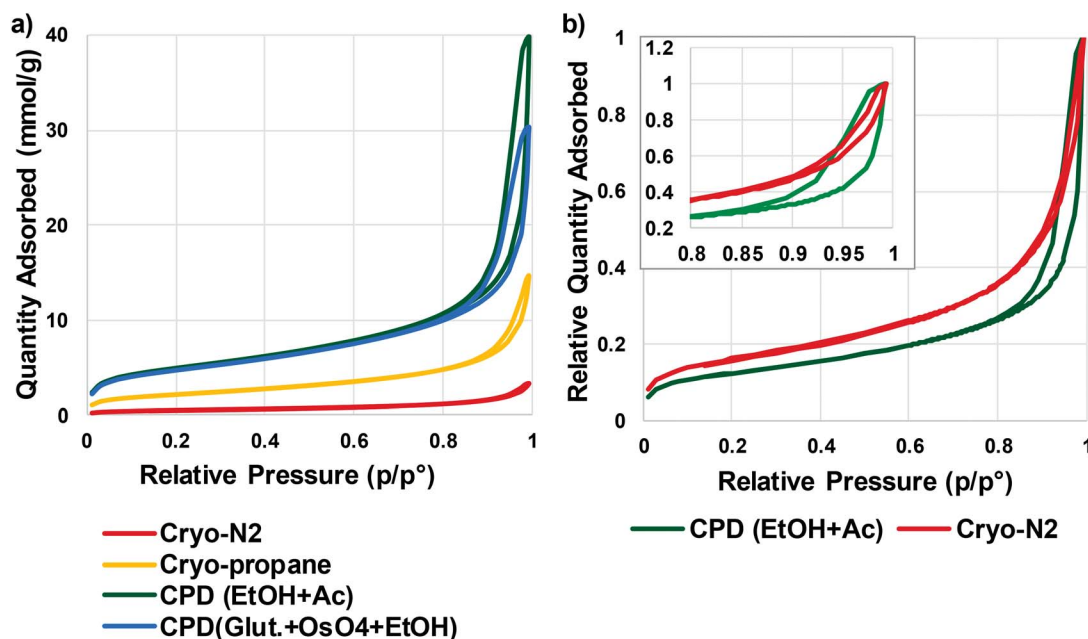 a)
Quantity Adsorbed (mmol/g)
40
30
20
10
0
0 0.2 0.4 0.6 0.8 1
Relative Pressure (p/p°)
Cryo-N2
Cryo-propane
CPD (EtOH+Ac)
CPD(Glut.+OsO4+EtOH)
b)
Relative Quantity Adsorbed
1
0.8
0.6
0.4
0.2
0
0 0.2 0.4 0.6 0.8 1
1.2
1
0.8
0.6
0.4
0.2
0.8 0.85 0.9 0.95 1
Relative Pressure (p/p°)
CPD (EtOH+Ac) Cryo-N2